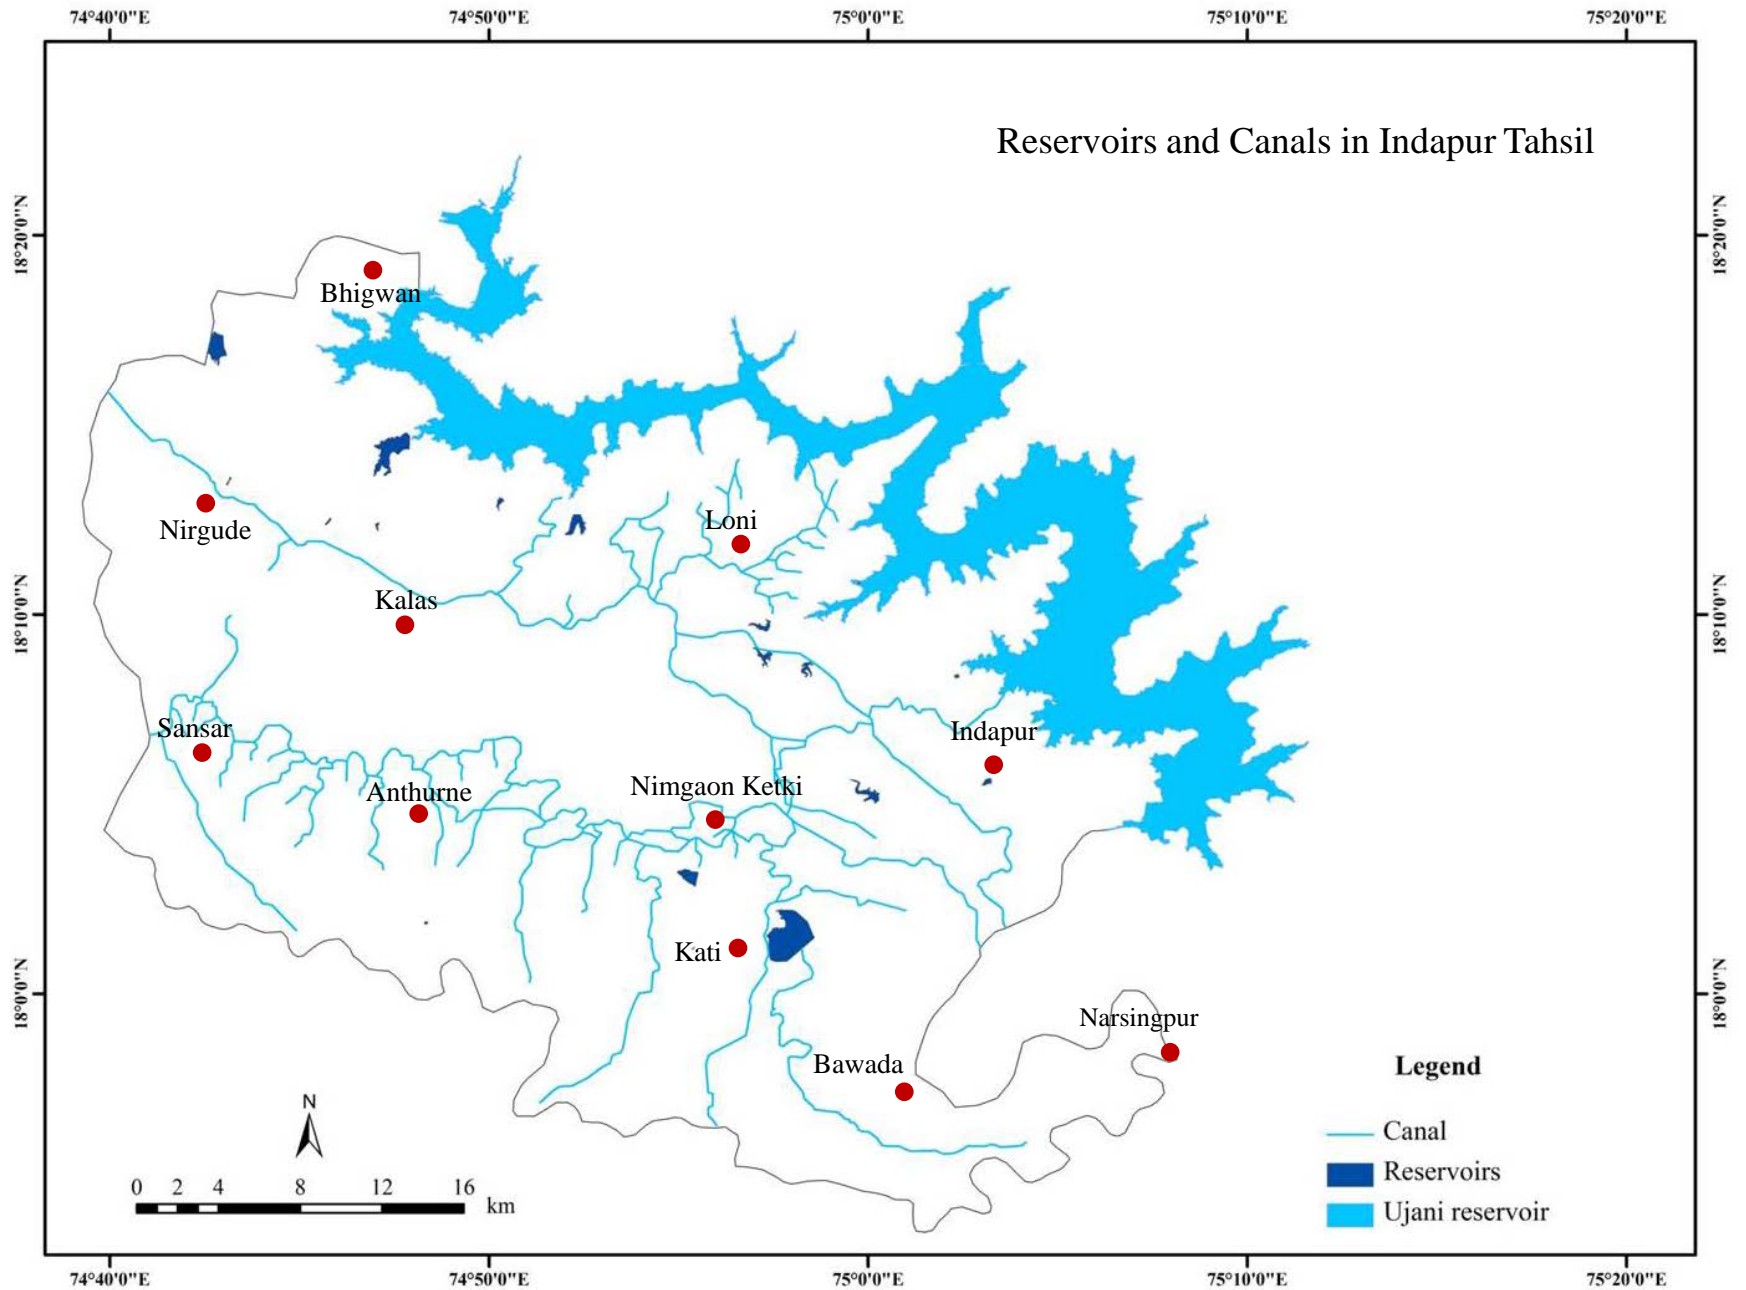 74°40'0"E 74°50'0"E 75°0'0"E 75°10'0"E 75°20'0"E
Reservoirs and Canals in Indapur Tahsil
18°20'0"N 18°20'0"N
Bhigwan
Loni
Nirgude
18°10'0"N 18°10'0"N
Kalas
Sansar
Indapur
Nimgaon Ketki
Anthurne
Kati
18°0'0"N 18°0'0"N
Narsingpur
Bawada
Legend
N
Canal
Reservoirs
0 2 4 8 12 16
km
Ujani reservoir
74°40'0"E 74°50'0"E 75°0'0"E 75°10'0"E 75°20'0"E